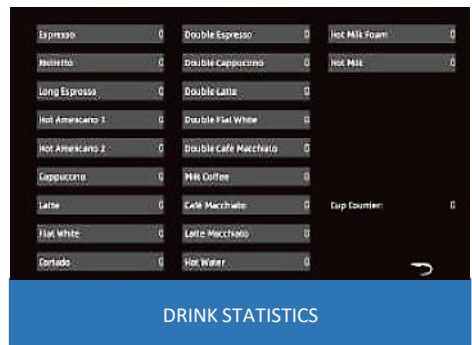 Espresso 0
Ristretto 0
Long Espresso 0
Hot Americano 1 0
Hot Americano 2 0
Cappuccino 0
Latte 0
Flat White 0
Cortado 0
Double Espresso 0
Double Cappuccino 0
Double Latte 0
Double Flat White 0
Double Café Macchiato 0
Milk Coffee 0
Café Macchiato 0
Latte Macchiato 0
Hot Water 0
Hot Milk Foam 0
Hot Milk 0
Cup Counter: 0
DRINK STATISTICS